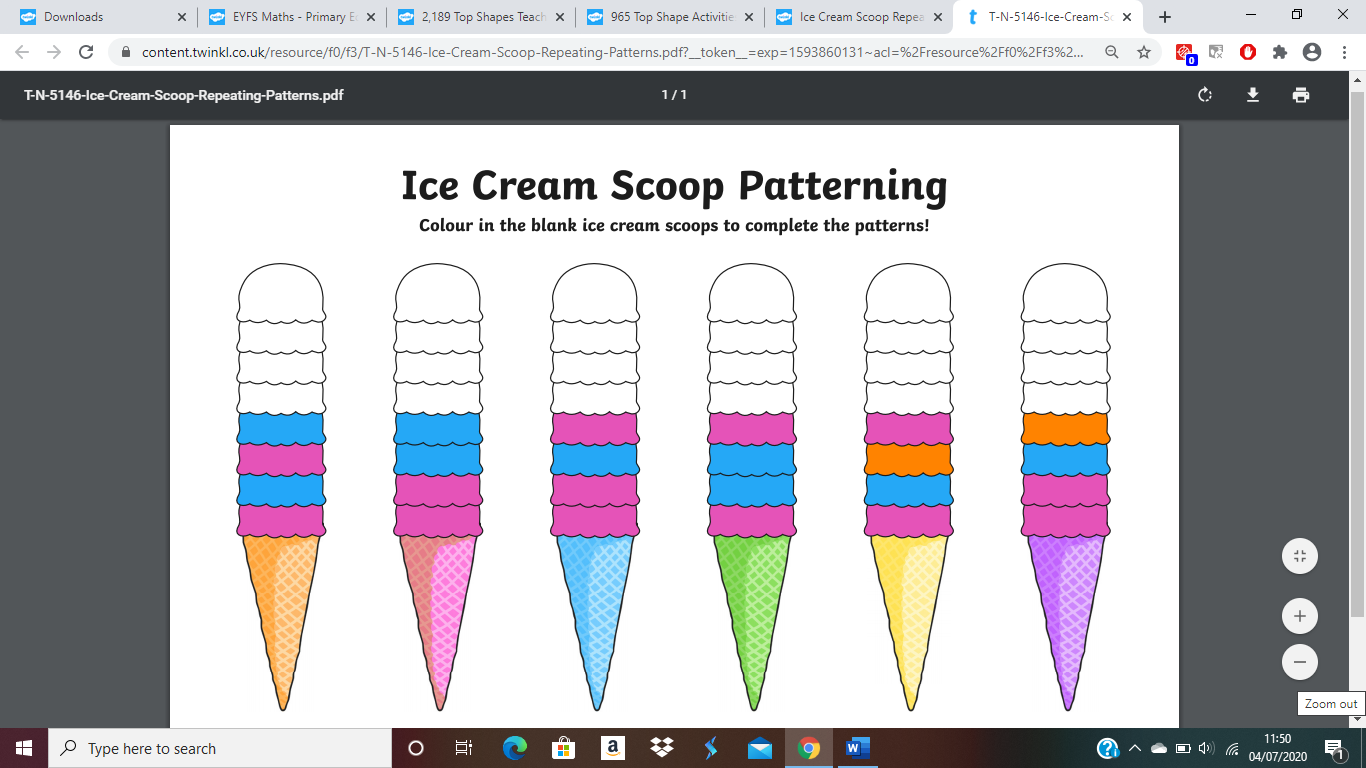 Downloads
EYFS Maths - Primary Ec
2,189 Top Shapes Teach
965 Top Shape Activitie
Ice Cream Scoop Repea
T-N-5146-Ice-Cream-Sc
content.twinkl.co.uk/resource/f0/f3/T-N-5146-Ice-Cream-Scoop-Repeating-Patterns.pdf?__token__=exp=1593860131~acl=%2Fresource%2Ff0%2Ff3%2...
0
T-N-5146-Ice-Cream-Scoop-Repeating-Patterns.pdf
1 / 1
Ice Cream Scoop Patterning
Colour in the blank ice cream scoops to complete the patterns!
Zoom out
Type here to search
11:50
04/07/2020
1